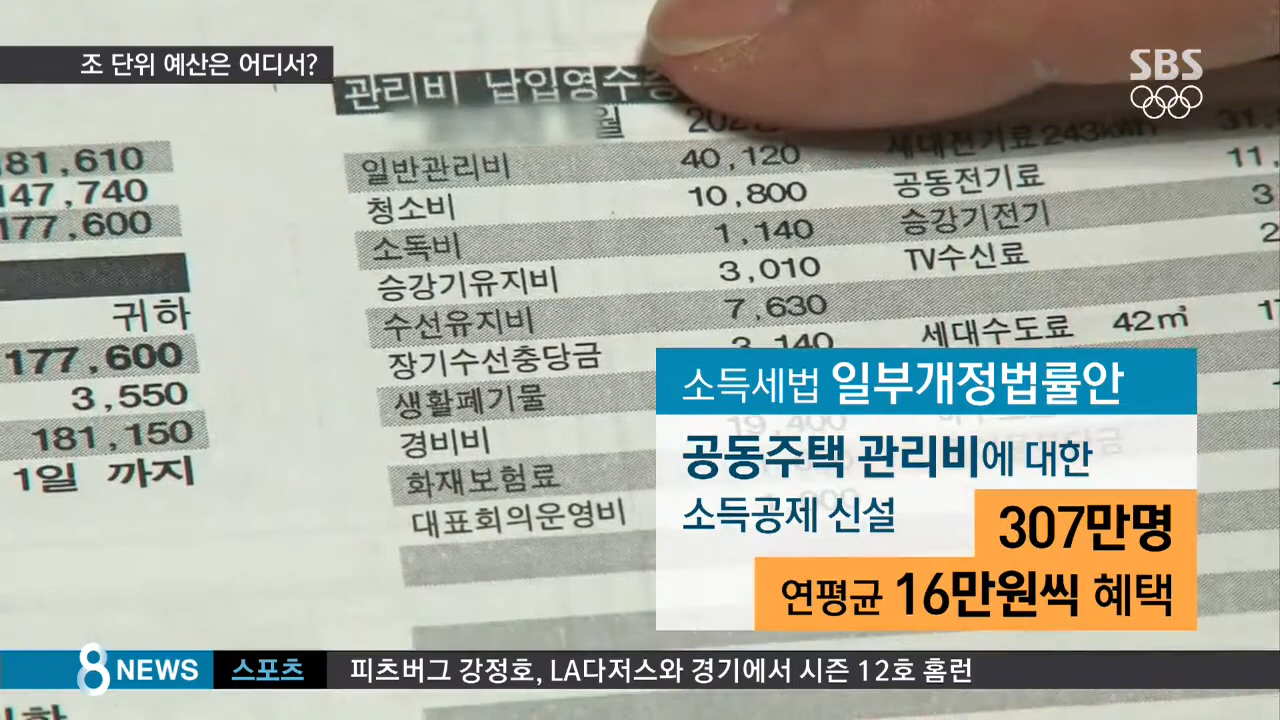 조 단위 예산은 어디서?
SBS
관리비 납입영수증
월
181,610
147,740
177,600
귀하
177,600
3,550
181,150
1일 까지
일반관리비 40,120
청소비 10,800
소독비 1,140
승강기유지비 3,010
수선유지비 7,630
장기수선충당금 3,140
생활폐기물
경비비 19,400
화재보험료
대표회의운영비
세대전기료 243kWh 31,
공동전기료 11,
승강기전기 3
TV수신료 2
세대수도료 42㎥ 17
소득세법 일부개정법률안
공동주택 관리비에 대한
소득공제 신설
307만명
연평균 16만원씩 혜택
8 NEWS 스포츠 피츠버그 강정호, LA다저스와 경기에서 시즌 12호 홈런